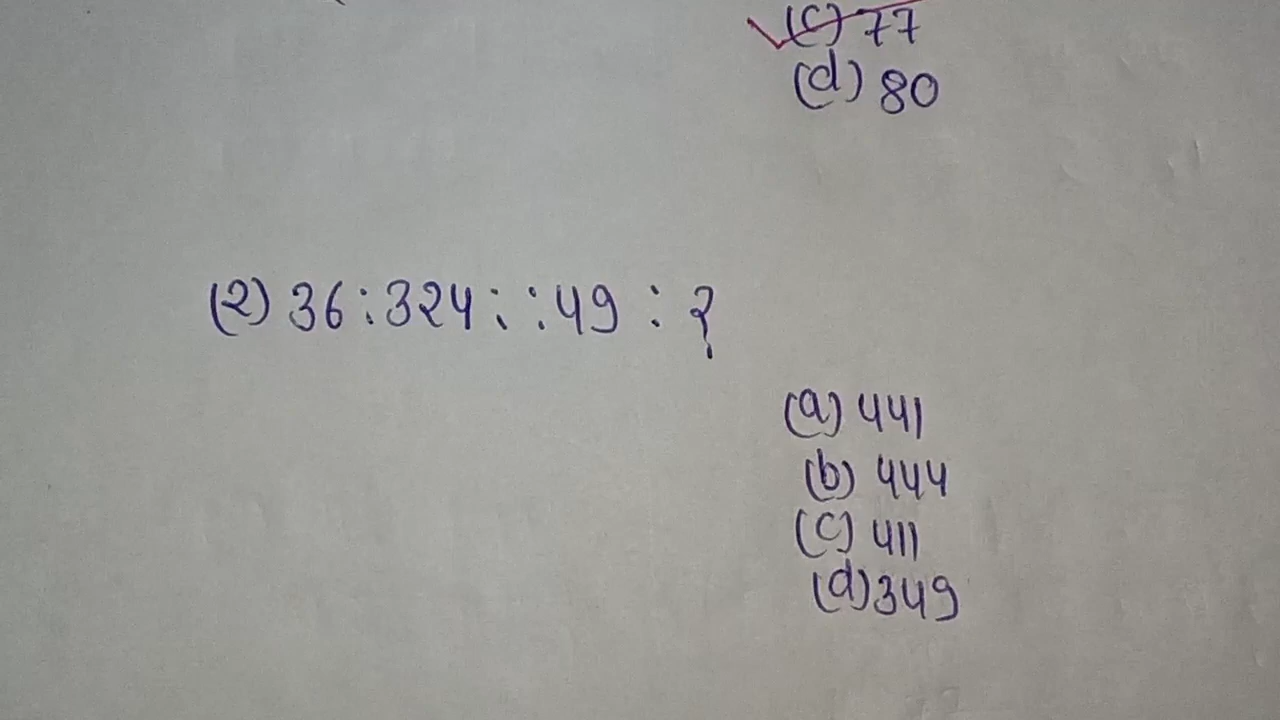 (c) 77
(d) 80
(2) 36:324::49:?
(a) 441
(b) 444
(c) 411
(d) 349